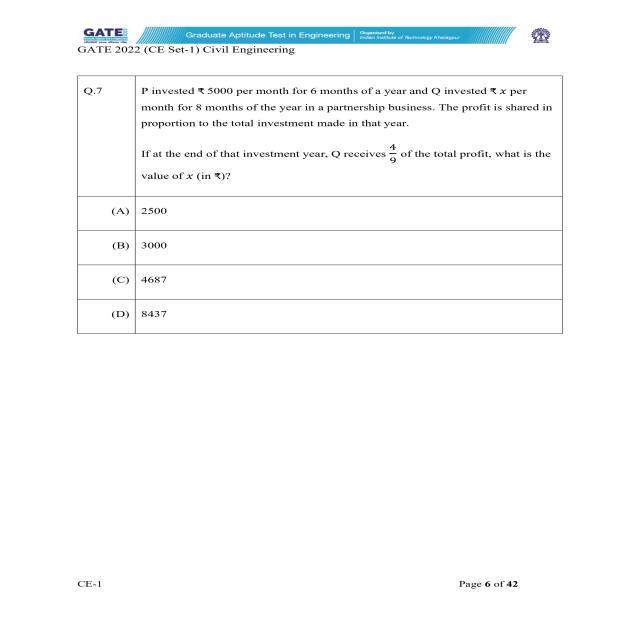 GATE
Graduate Aptitude Test in Engineering
Organised by
Indian Institute of Technology Kharagpur
GATE 2022 (CE Set-1) Civil Engineering
Q.7
P invested ₹ 5000 per month for 6 months of a year and Q invested ₹ x per
month for 8 months of the year in a partnership business. The profit is shared in
proportion to the total investment made in that year.
If at the end of that investment year, Q receives 4/9 of the total profit, what is the
value of x (in ₹)?
(A) 2500
(B) 3000
(C) 4687
(D) 8437
CE-1
Page 6 of 42